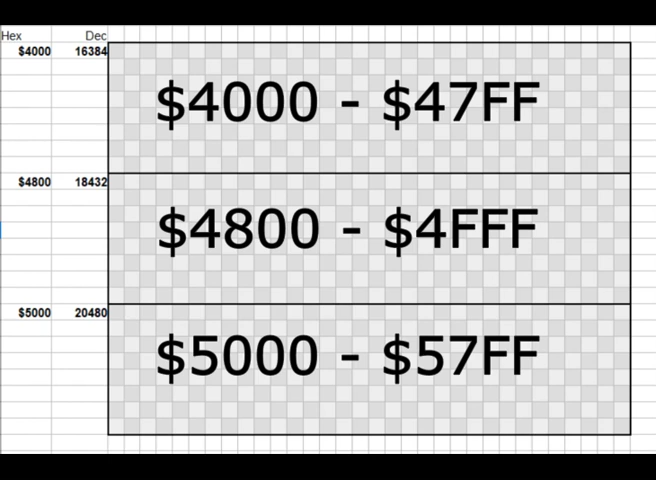 Hex Dec
$4000 16384
$4000 - $47FF
$4800 18432
$4800 - $4FFF
$5000 20480
$5000 - $57FF